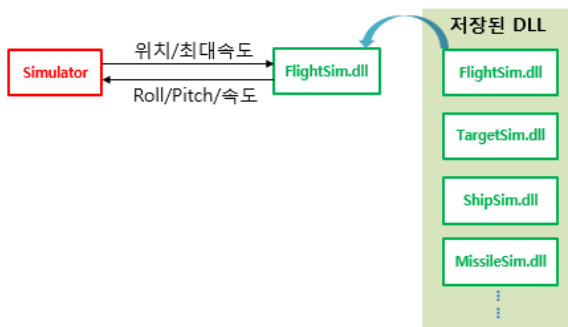 저장된 DLL
위치/최대속도
Simulator
FlightSim.dll
FlightSim.dll
Roll/Pitch/속도
TargetSim.dll
ShipSim.dll
MissileSim.dll